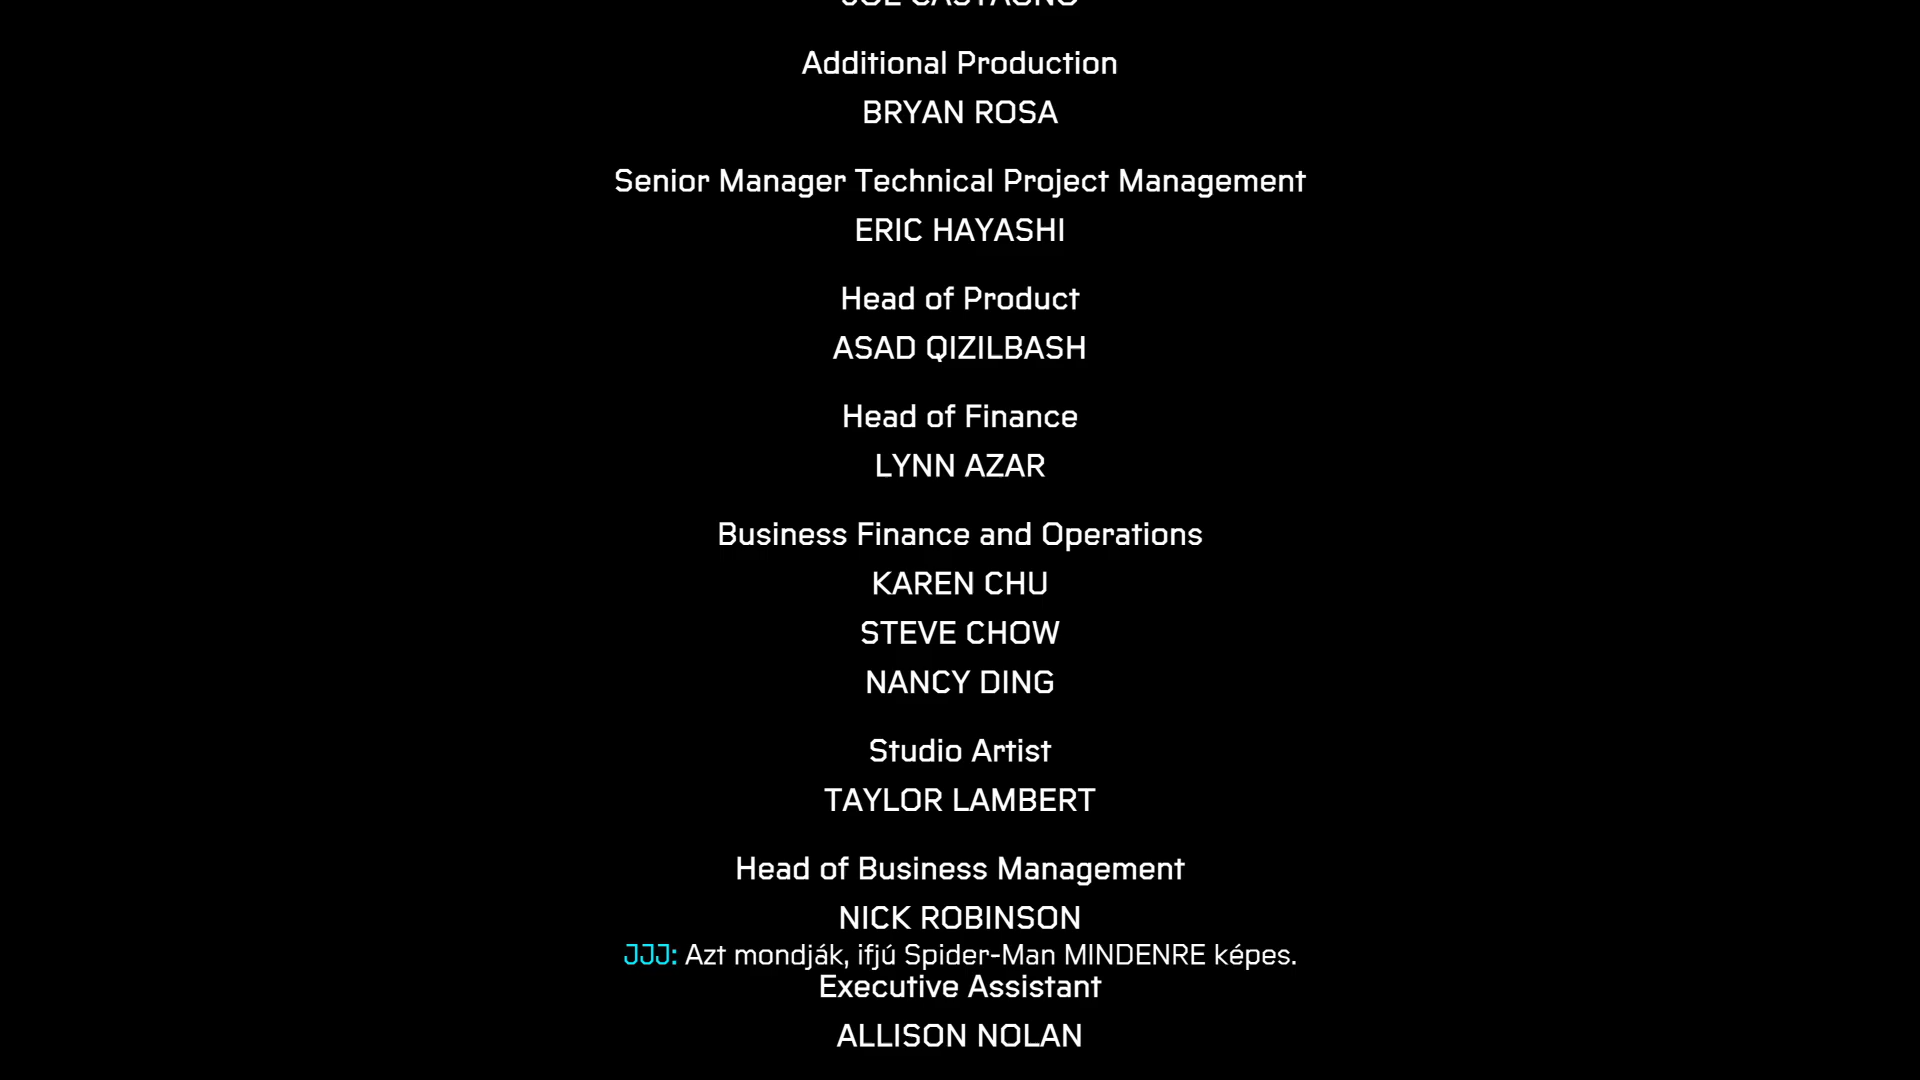 JOE CASTAGNO
Additional Production
BRYAN ROSA
Senior Manager Technical Project Management
ERIC HAYASHI
Head of Product
ASAD QIZILBASH
Head of Finance
LYNN AZAR
Business Finance and Operations
KAREN CHU
STEVE CHOW
NANCY DING
Studio Artist
TAYLOR LAMBERT
Head of Business Management
NICK ROBINSON
JJJ: Azt mondják, ifjú Spider-Man MINDENRE képes.
Executive Assistant
ALLISON NOLAN